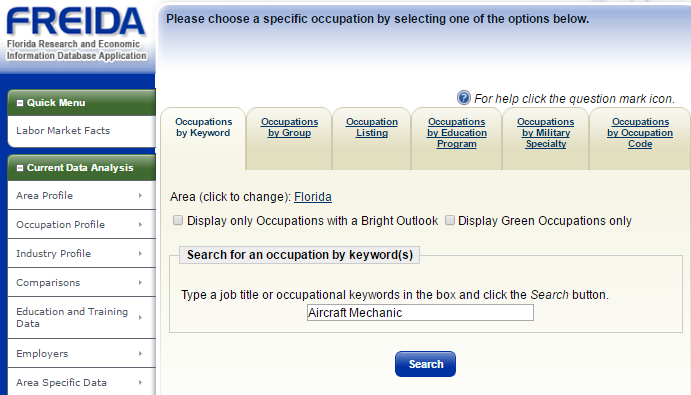 FREIDA
Florida Research and Economic
Information Database Application
Please choose a specific occupation by selecting one of the options below.
For help click the question mark icon.
Quick Menu
Labor Market Facts
Current Data Analysis
Area Profile
Occupation Profile
Industry Profile
Comparisons
Education and Training
Data
Employers
Area Specific Data
Occupations
by Keyword
Occupations
by Group
Occupation
Listing
Occupations
by Education
Program
Occupations
by Military
Specialty
Occupations
by Occupation
Code
Area (click to change): Florida
Display only Occupations with a Bright Outlook Display Green Occupations only
Search for an occupation by keyword(s)
Type a job title or occupational keywords in the box and click the Search button.
Aircraft Mechanic
Search